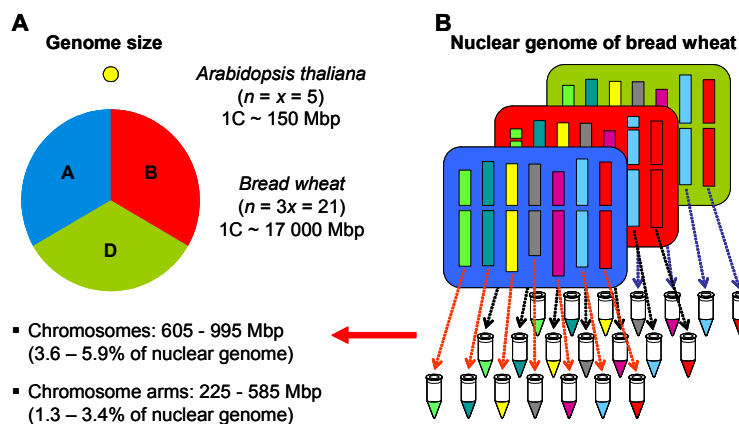 A
Genome size
Arabidopsis thaliana
(n = x = 5)
1C ~ 150 Mbp
A
B
D
Bread wheat
(n = 3x = 21)
1C ~ 17 000 Mbp
▪ Chromosomes: 605 - 995 Mbp
(3.6 – 5.9% of nuclear genome)
▪ Chromosome arms: 225 - 585 Mbp
(1.3 – 3.4% of nuclear genome)
B
Nuclear genome of bread wheat